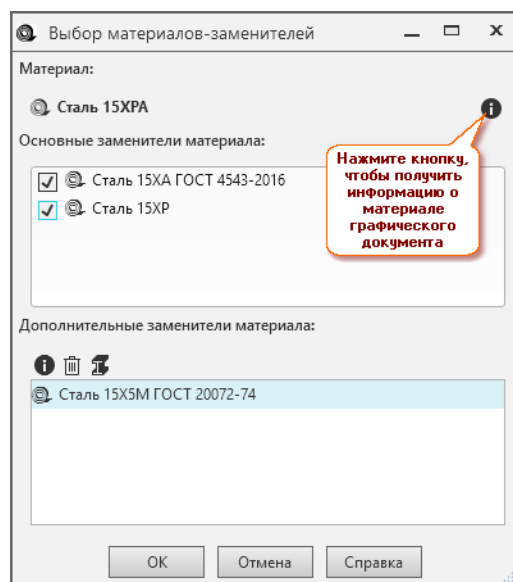 Выбор материалов-заменителей
Материал:
Сталь 15ХРА
Основные заменители материала:
Сталь 15ХА ГОСТ 4543-2016
Сталь 15ХР
Нажмите кнопку,
чтобы получить
информацию о
материале
графического
документа
Дополнительные заменители материала:
Сталь 15Х5М ГОСТ 20072-74
ОК
Отмена
Справка